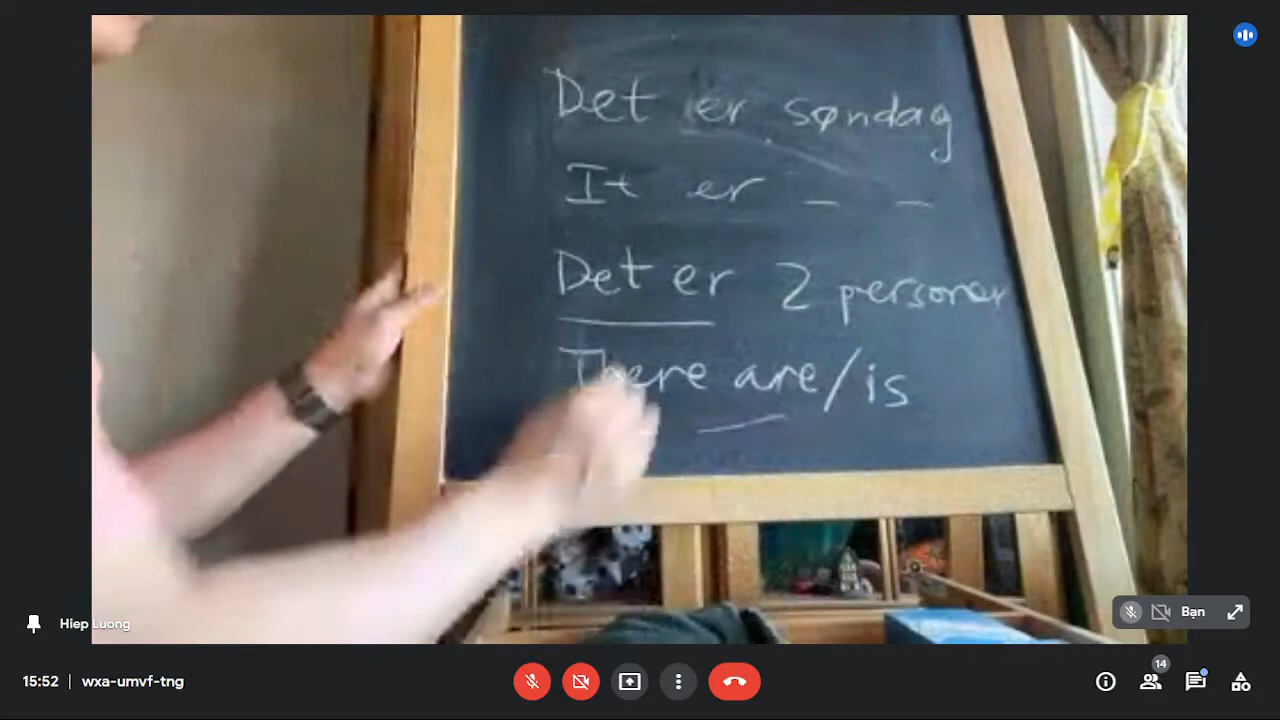 Det er søndag
It er _ _
Det er 2 personer
There are/is
Hiep Luong
Bạn
15:52 | wxa-umvf-tng
14